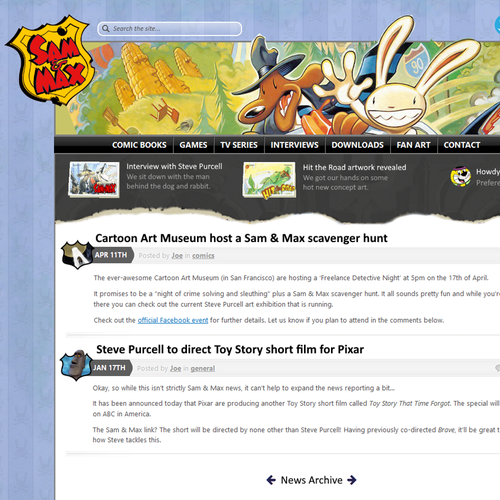 Search the site...
SAM
&
MAX
COMIC BOOKS GAMES TV SERIES INTERVIEWS DOWNLOADS FAN ART CONTACT
Interview with Steve Purcell
We sit down with the man
behind the dog and rabbit.
Hit the Road artwork revealed
We got our hands on some
hot new concept art.
Howdy
Prefere
Cartoon Art Museum host a Sam & Max scavenger hunt
APR 11TH Posted by Joe in comics
The ever-awesome Cartoon Art Museum (in San Francisco) are hosting a 'Freelance Detective Night' at 5pm on the 17th of April.
It promises to be a "night of crime solving and sleuthing" plus a Sam & Max scavenger hunt. It all sounds pretty fun and while you're
there you can check out the current Steve Purcell art exhibition that is running.
Check out the official Facebook event for further details. Let us know if you plan to attend in the comments below.
Steve Purcell to direct Toy Story short film for Pixar
JAN 17TH Posted by Joe in general
Okay, so while this isn't strictly Sam & Max news, it can't help to expand the news reporting a bit...
It has been announced today that Pixar are producing another Toy Story short film called Toy Story That Time Forgot. The special will
on ABC in America.
The Sam & Max link? The short will be directed by none other than Steve Purcell! Having previously co-directed Brave, it'll be great t
how Steve tackles this.
News Archive